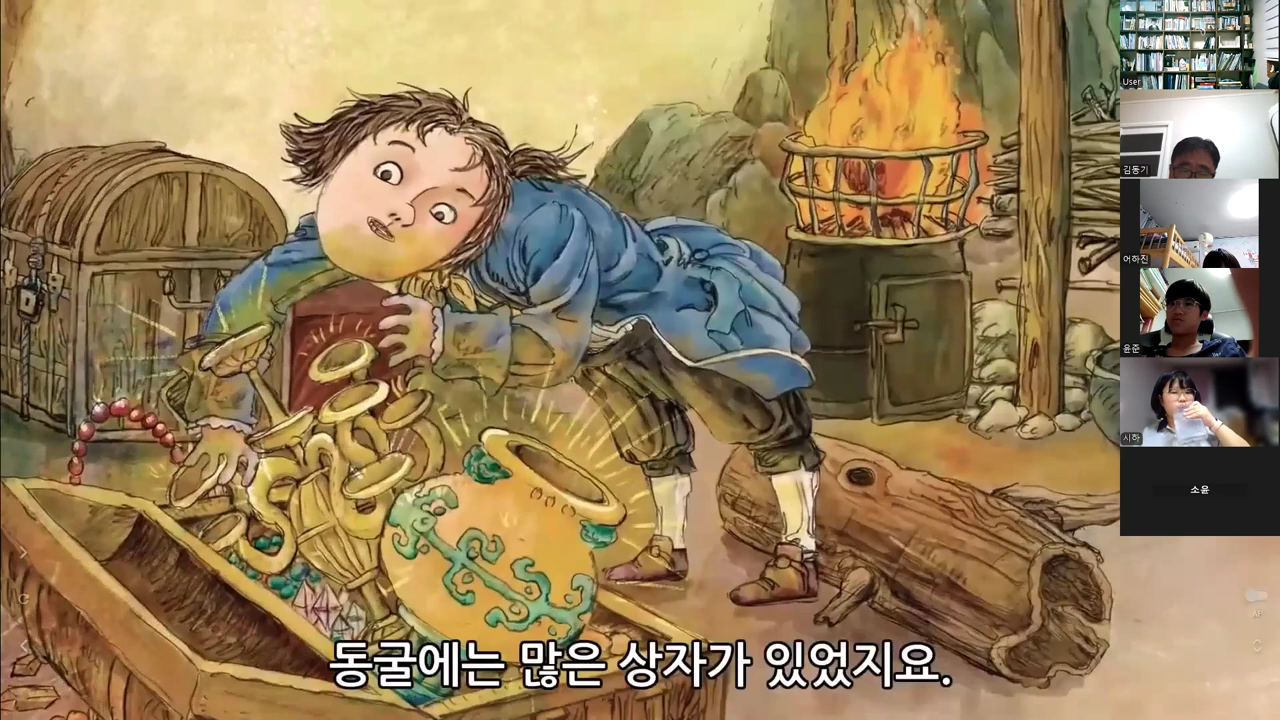 User
김동기
어하진
윤준
시하
소윤
동굴에는 많은 상자가 있었지요.